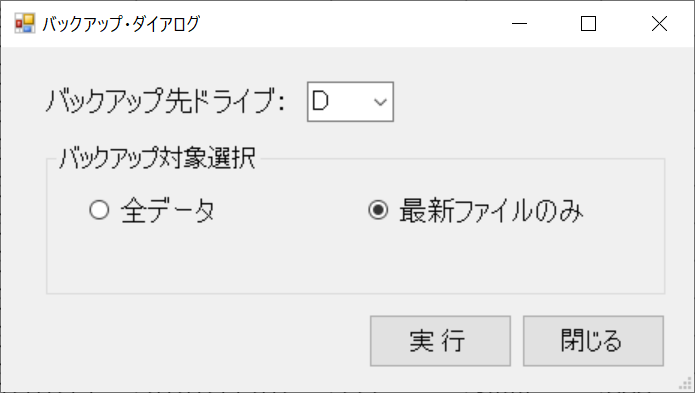 バックアップ・ダイアログ
バックアップ先ドライブ: D
バックアップ対象選択
全データ 最新ファイルのみ
実 行 閉じる